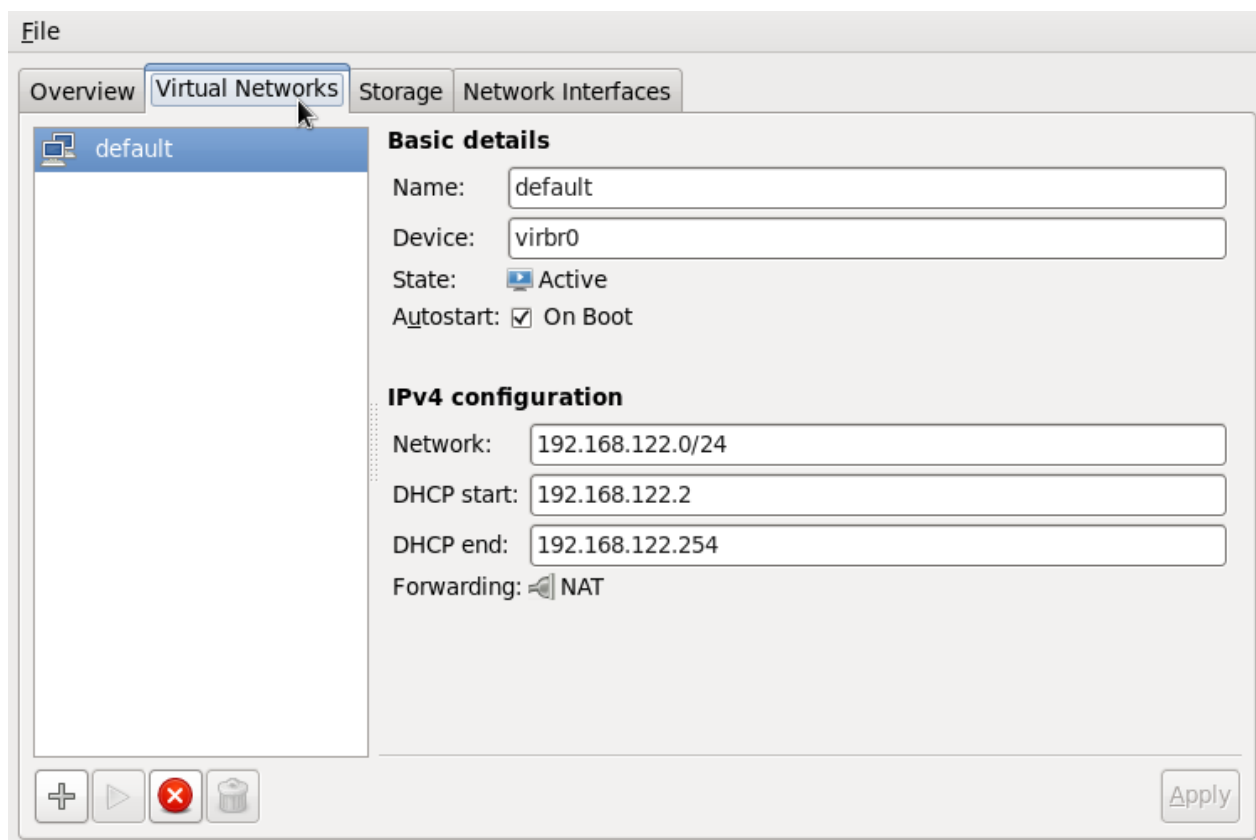 File
Overview Virtual Networks Storage Network Interfaces
default
Basic details
Name: default
Device: virbr0
State: Active
Autostart: On Boot
IPv4 configuration
Network: 192.168.122.0/24
DHCP start: 192.168.122.2
DHCP end: 192.168.122.254
Forwarding: NAT
Apply